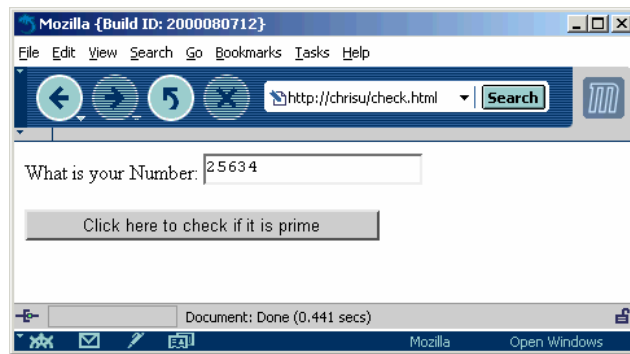 Mozilla {Build ID: 2000080712}
File Edit View Search Go Bookmarks Tasks Help
http://chrisu/check.html Search
What is your Number: 25634
Click here to check if it is prime
Document: Done (0.441 secs)
Mozilla Open Windows